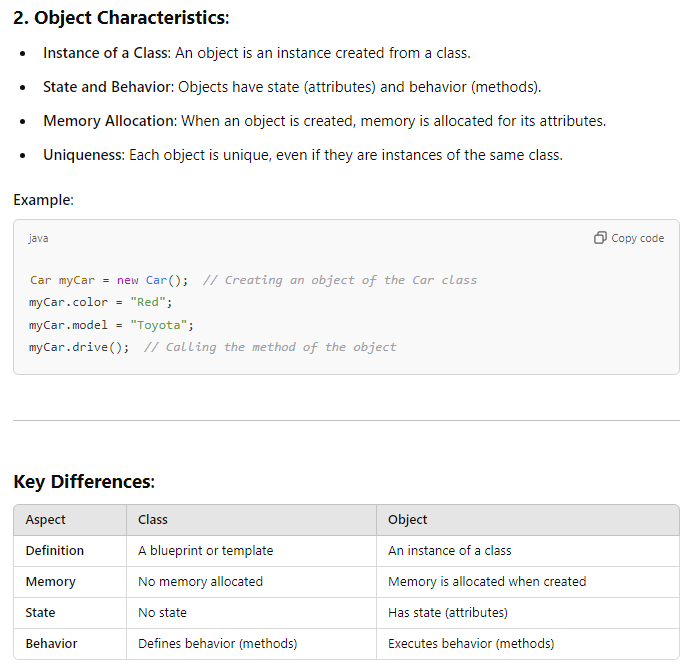 2. Object Characteristics:
• Instance of a Class: An object is an instance created from a class.
• State and Behavior: Objects have state (attributes) and behavior (methods).
• Memory Allocation: When an object is created, memory is allocated for its attributes.
• Uniqueness: Each object is unique, even if they are instances of the same class.
Example:
java Copy code
Car myCar = new Car();  // Creating an object of the Car class
myCar.color = "Red";
myCar.model = "Toyota";
myCar.drive();  // Calling the method of the object
Key Differences:
Aspect Class Object
Definition A blueprint or template An instance of a class
Memory No memory allocated Memory is allocated when created
State No state Has state (attributes)
Behavior Defines behavior (methods) Executes behavior (methods)